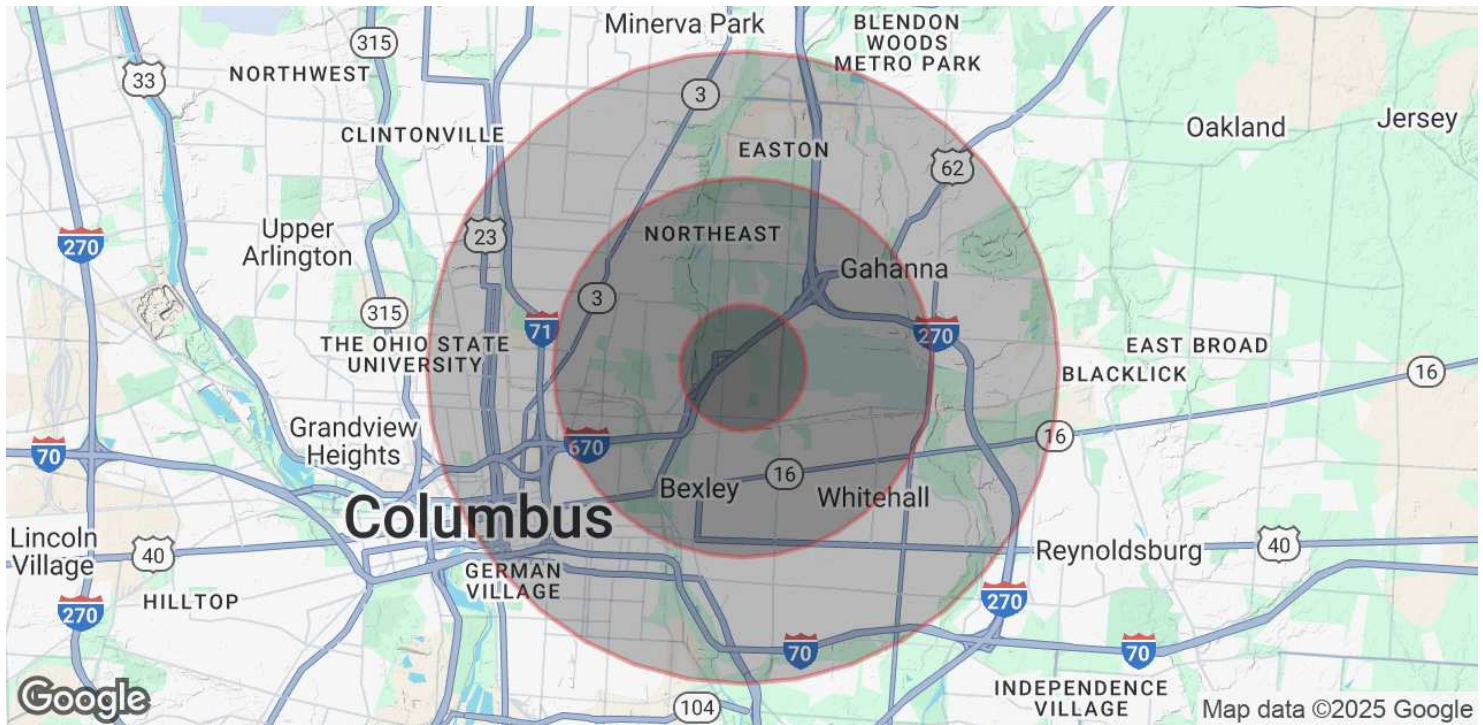 Minerva Park
BLENDON
WOODS
METRO PARK
315
33
NORTHWEST
3
CLINTONVILLE
Oakland
Jersey
EASTON
62
Upper
Arlington
270
23
NORTHEAST
Gahanna
3
315
THE OHIO STATE
UNIVERSITY
71
270
EAST BROAD
BLACKLICK
16
Grandview
Heights
70
670
16
16
Bexley
Whitehall
Columbus
Lincoln
Village
40
Reynoldsburg
40
GERMAN
VILLAGE
HILLTOP
270
270
70
70
INDEPENDENCE
VILLAGE
104
Google
Map data ©2025 Google